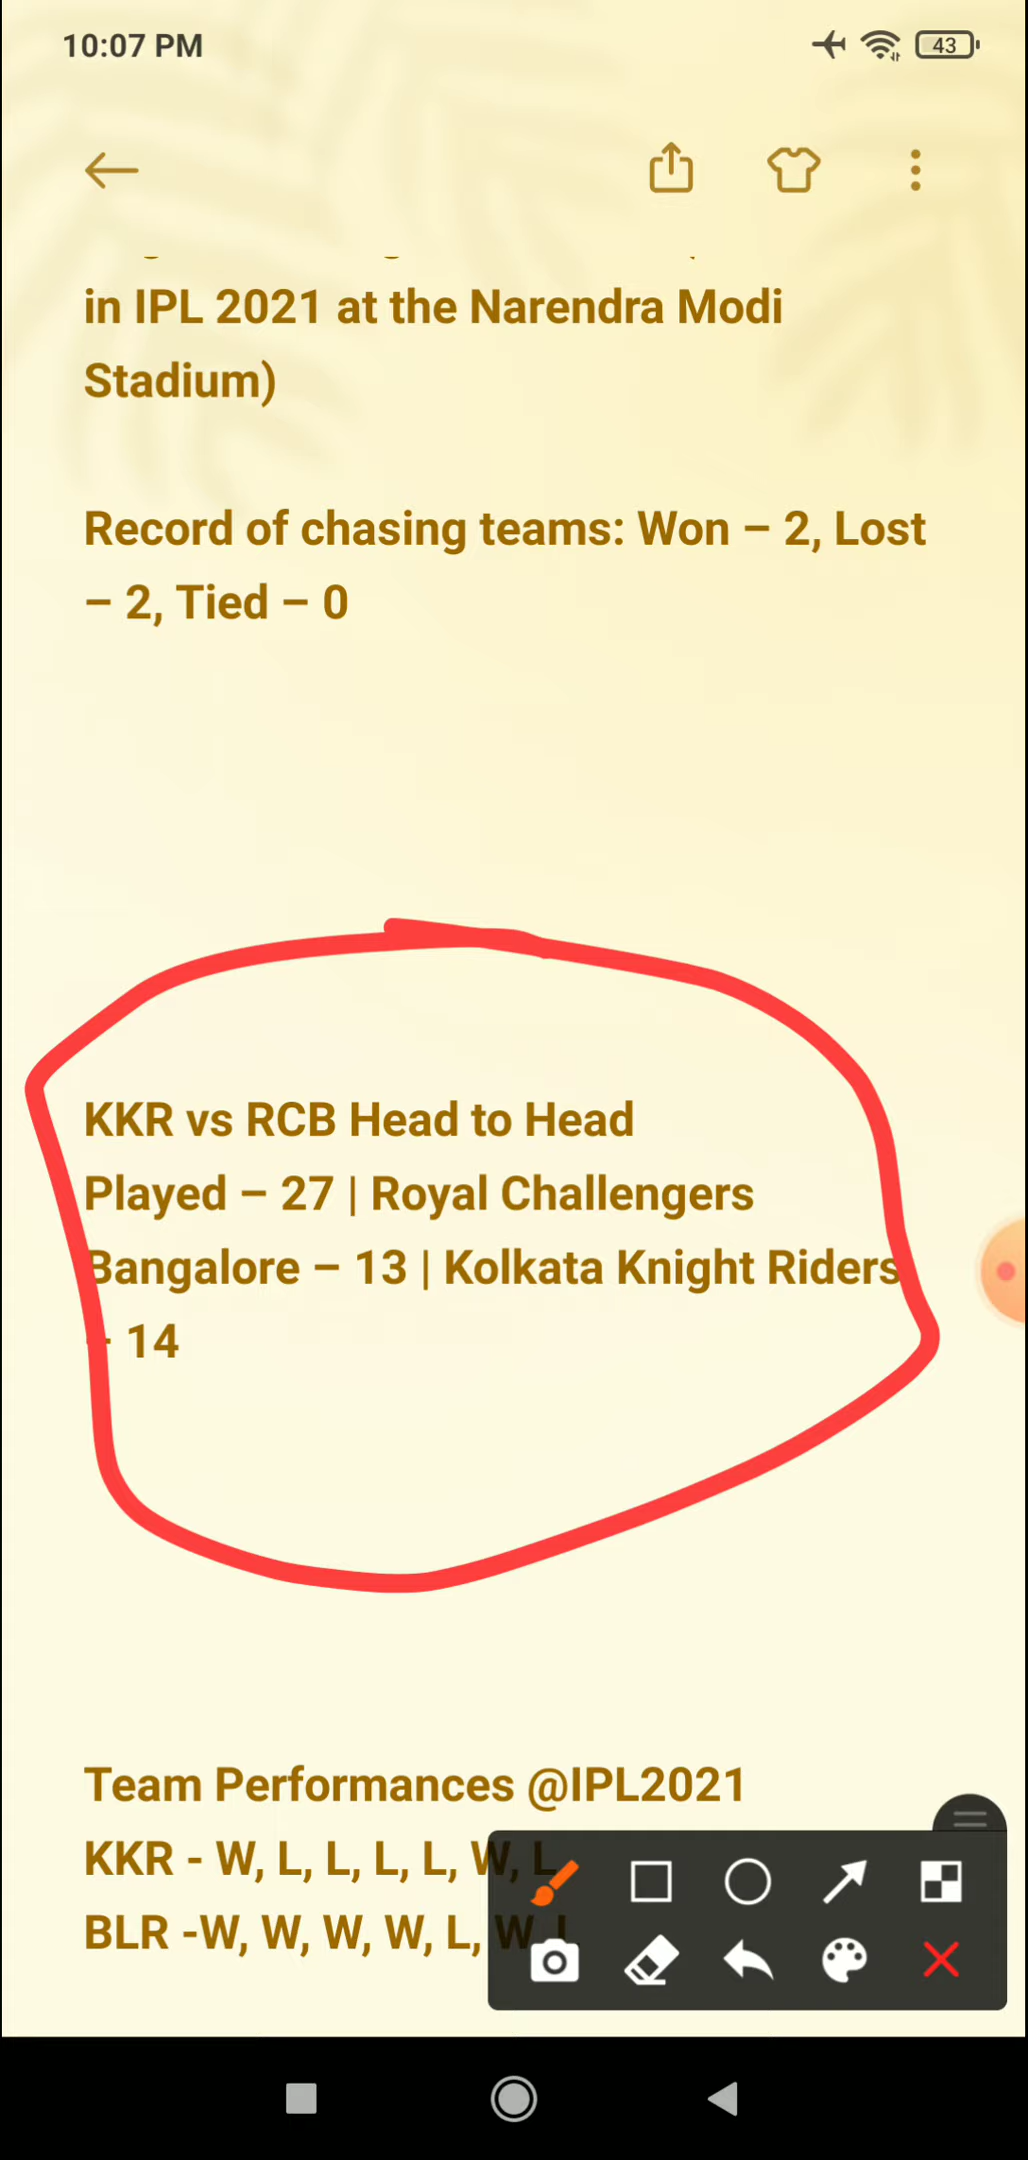 10:07 PM
43
in IPL 2021 at the Narendra Modi
Stadium)
Record of chasing teams: Won – 2, Lost
– 2, Tied – 0
KKR vs RCB Head to Head
Played – 27 | Royal Challengers
Bangalore – 13 | Kolkata Knight Riders
– 14
Team Performances @IPL2021
KKR - W, L, L, L, L, W, L
BLR -W, W, W, W, L, W, L